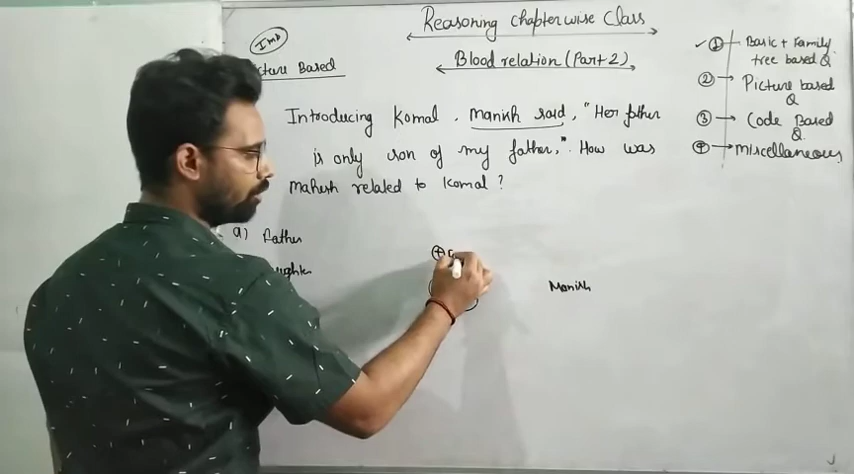 Imp
Reasoning chapterwise Class
Blood relation (Part 2)
cture Based
① Basic + Family
tree based Q
② → Picture based
Q
③ → Code Based
Q.
④ → miscellaneous
Introducing Komal, Manish said, "Her father
is only son of my father,". How was
Mahesh related to Komal?
a) Father
ughter
⊕
Manish